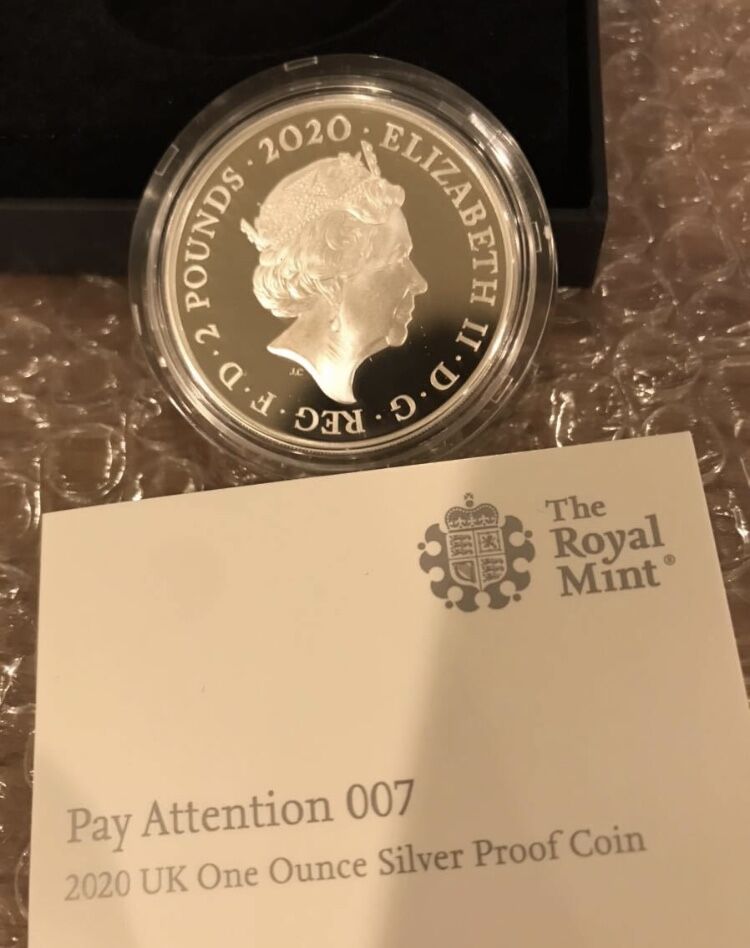 · 2 POUNDS · 2020 · ELIZABETH II · D · G · REG · F · D
J.C
The
Royal
Mint®
Pay Attention 007
2020 UK One Ounce Silver Proof Coin